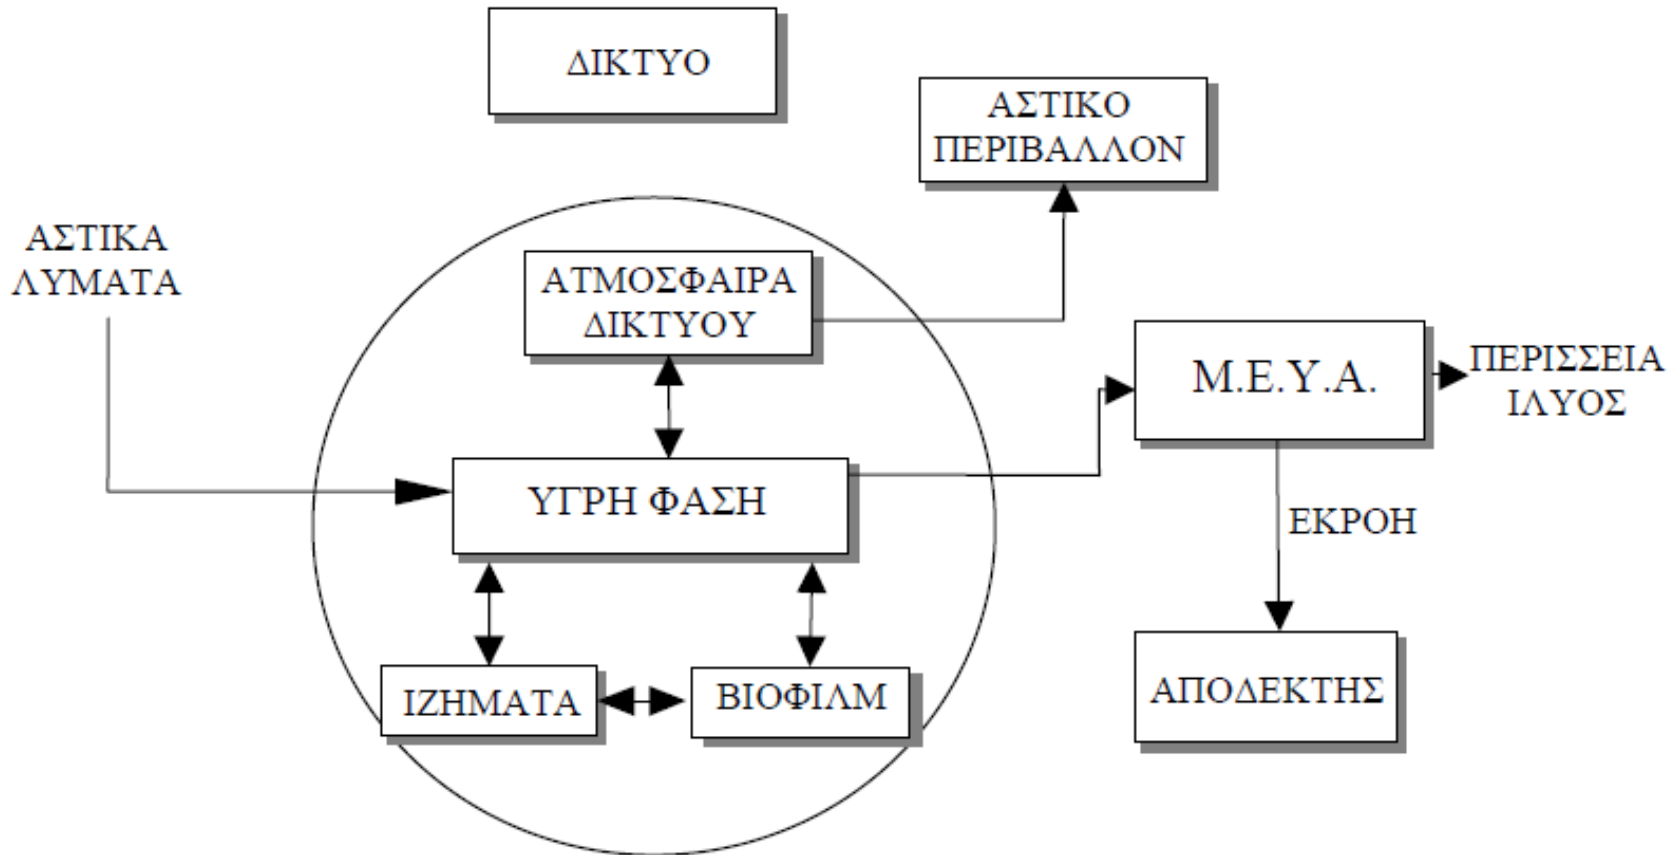 ΔΙΚΤΥΟ
ΑΣΤΙΚΟ
ΠΕΡΙΒΑΛΛΟΝ
ΑΣΤΙΚΑ
ΛΥΜΑΤΑ
ΑΤΜΟΣΦΑΙΡΑ
ΔΙΚΤΥΟΥ
Μ.Ε.Υ.Α.
ΠΕΡΙΣΣΕΙΑ
ΙΛΥΟΣ
ΥΓΡΗ ΦΑΣΗ
ΕΚΡΟΗ
ΙΖΗΜΑΤΑ
ΒΙΟΦΙΛΜ
ΑΠΟΔΕΚΤΗΣ